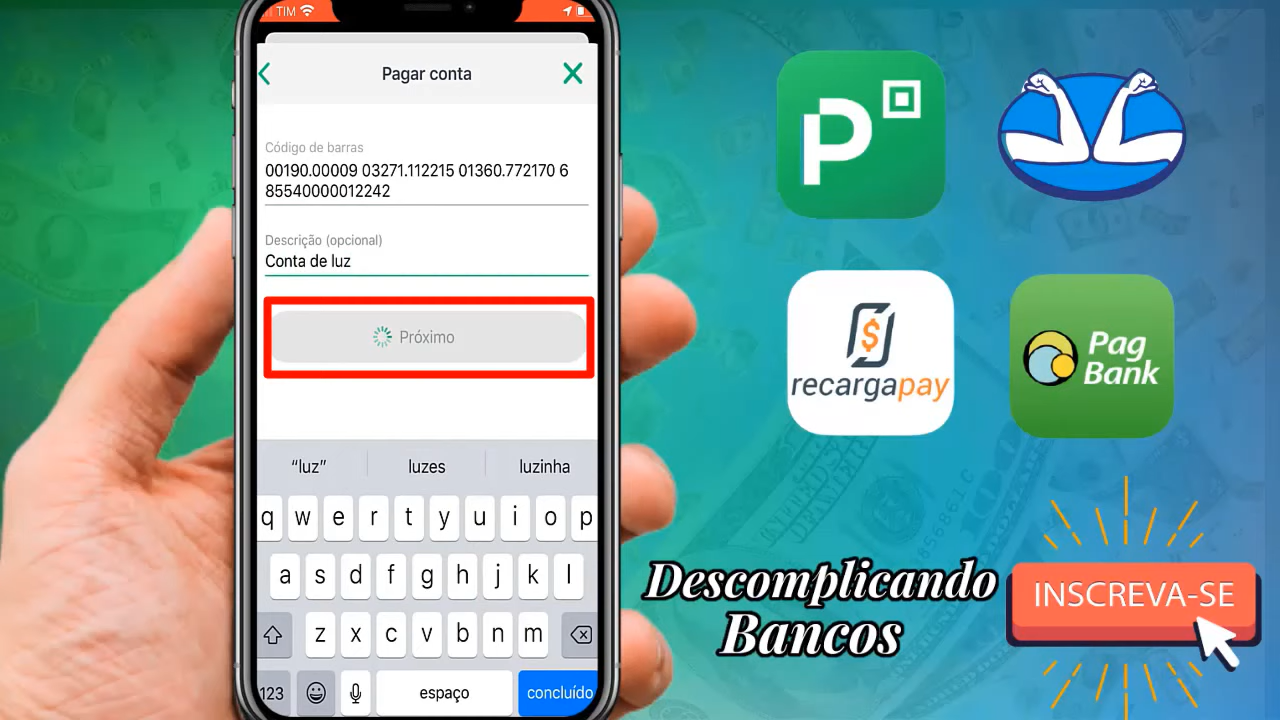 TIM
Pagar conta
Código de barras
00190.00009 03271.112215 01360.772170 6
85540000012242
Descrição (opcional)
Conta de luz
Próximo
“luz” luzes luzinha
q w e r t y u i o p
a s d f g h j k l
z x c v b n m
123 espaço concluído
P
recargapay
Pag
Bank
Descomplicando
Bancos
INSCREVA-SE